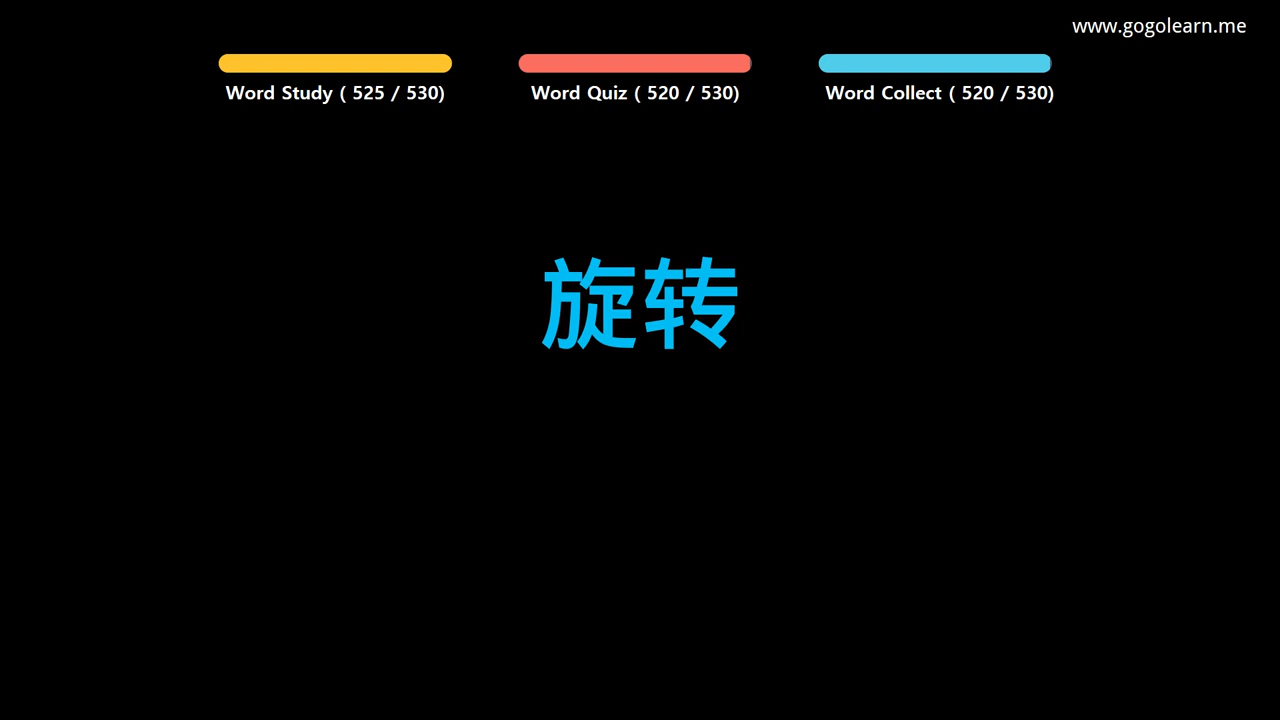 www.gogolearn.me
Word Study ( 525 / 530)
Word Quiz ( 520 / 530)
Word Collect ( 520 / 530)
旋转